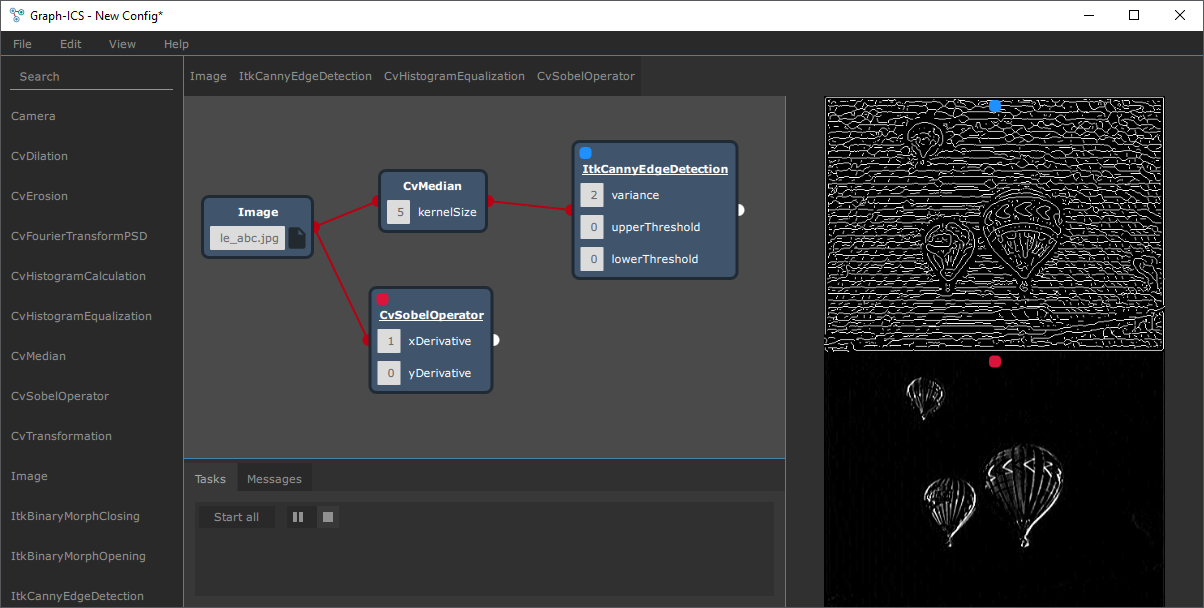 Graph-ICS - New Config*
File Edit View Help
Search
Camera
CvDilation
CvErosion
CvFourierTransformPSD
CvHistogramCalculation
CvHistogramEqualization
CvMedian
CvSobelOperator
CvTransformation
Image
ItkBinaryMorphClosing
ItkBinaryMorphOpening
ItkCannyEdgeDetection
Image ItkCannyEdgeDetection CvHistogramEqualization CvSobelOperator
Image
le_abc.jpg
CvMedian
5 kernelSize
ItkCannyEdgeDetection
2 variance
0 upperThreshold
0 lowerThreshold
CvSobelOperator
1 xDerivative
0 yDerivative
Tasks Messages
Start all